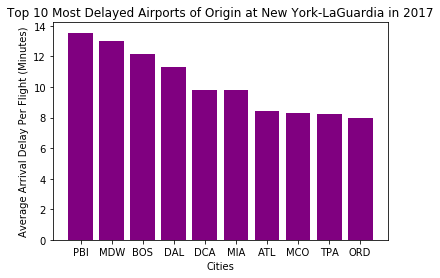 Top 10 Most Delayed Airports of Origin at New York-LaGuardia in 2017
Average Arrival Delay Per Flight (Minutes)
14
12
10
8
6
4
2
0
PBI MDW BOS DAL DCA MIA ATL MCO TPA ORD
Cities